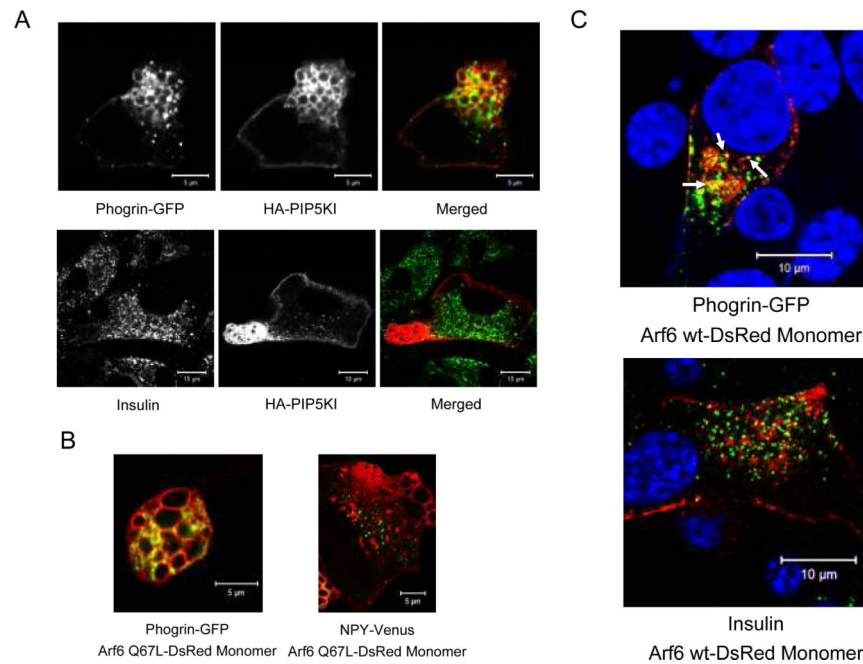 A
C
5 µm
5 µm
5 µm
Phogrin-GFP
HA-PIP5KI
Merged
10 µm
Phogrin-GFP
Arf6 wt-DsRed Monomer
10 µm
10 µm
10 µm
Insulin
HA-PIP5KI
Merged
B
5 µm
5 µm
Phogrin-GFP
Arf6 Q67L-DsRed Monomer
NPY-Venus
Arf6 Q67L-DsRed Monomer
10 µm
Insulin
Arf6 wt-DsRed Monomer